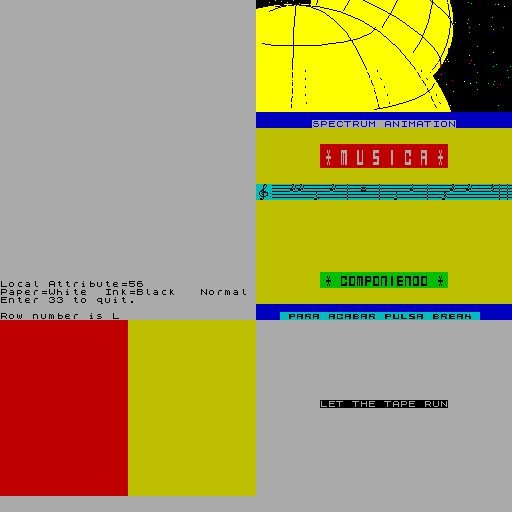 SPECTRUM ANIMATION
* MUSICA *
* COMPONIENDO *
Local Attribute=56
Paper=White Ink=Black Normal
Enter 33 to quit.
Row number is L
PARA ACABAR PULSA BREAK
LET THE TAPE RUN